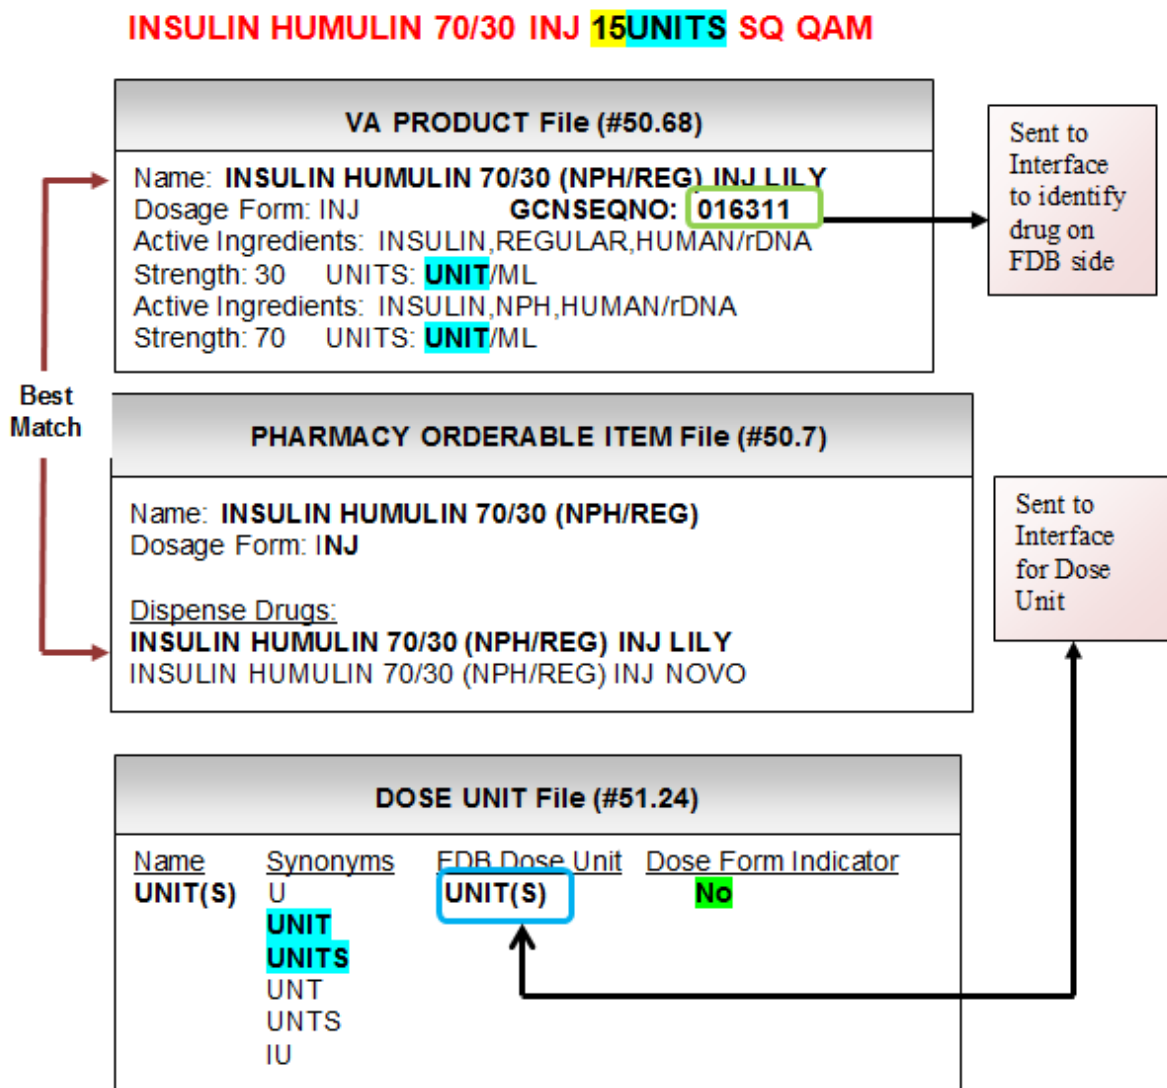 INSULIN HUMULIN 70/30 INJ 15UNITS SQ QAM
VA PRODUCT File (#50.68)
Name: INSULIN HUMULIN 70/30 (NPH/REG) INJ LILY
Dosage Form: INJ GCNSEQNO: 016311
Active Ingredients: INSULIN,REGULAR,HUMAN/rDNA
Strength: 30 UNITS: UNIT/ML
Active Ingredients: INSULIN,NPH,HUMAN/rDNA
Strength: 70 UNITS: UNIT/ML
Sent to
Interface
to identify
drug on
FDB side
Best
Match
PHARMACY ORDERABLE ITEM File (#50.7)
Name: INSULIN HUMULIN 70/30 (NPH/REG)
Dosage Form: INJ
Dispense Drugs:
INSULIN HUMULIN 70/30 (NPH/REG) INJ LILY
INSULIN HUMULIN 70/30 (NPH/REG) INJ NOVO
Sent to
Interface
for Dose
Unit
DOSE UNIT File (#51.24)
Name Synonyms FDB Dose Unit Dose Form Indicator
UNIT(S) U UNIT(S) No
UNIT
UNITS
UNT
UNTS
IU